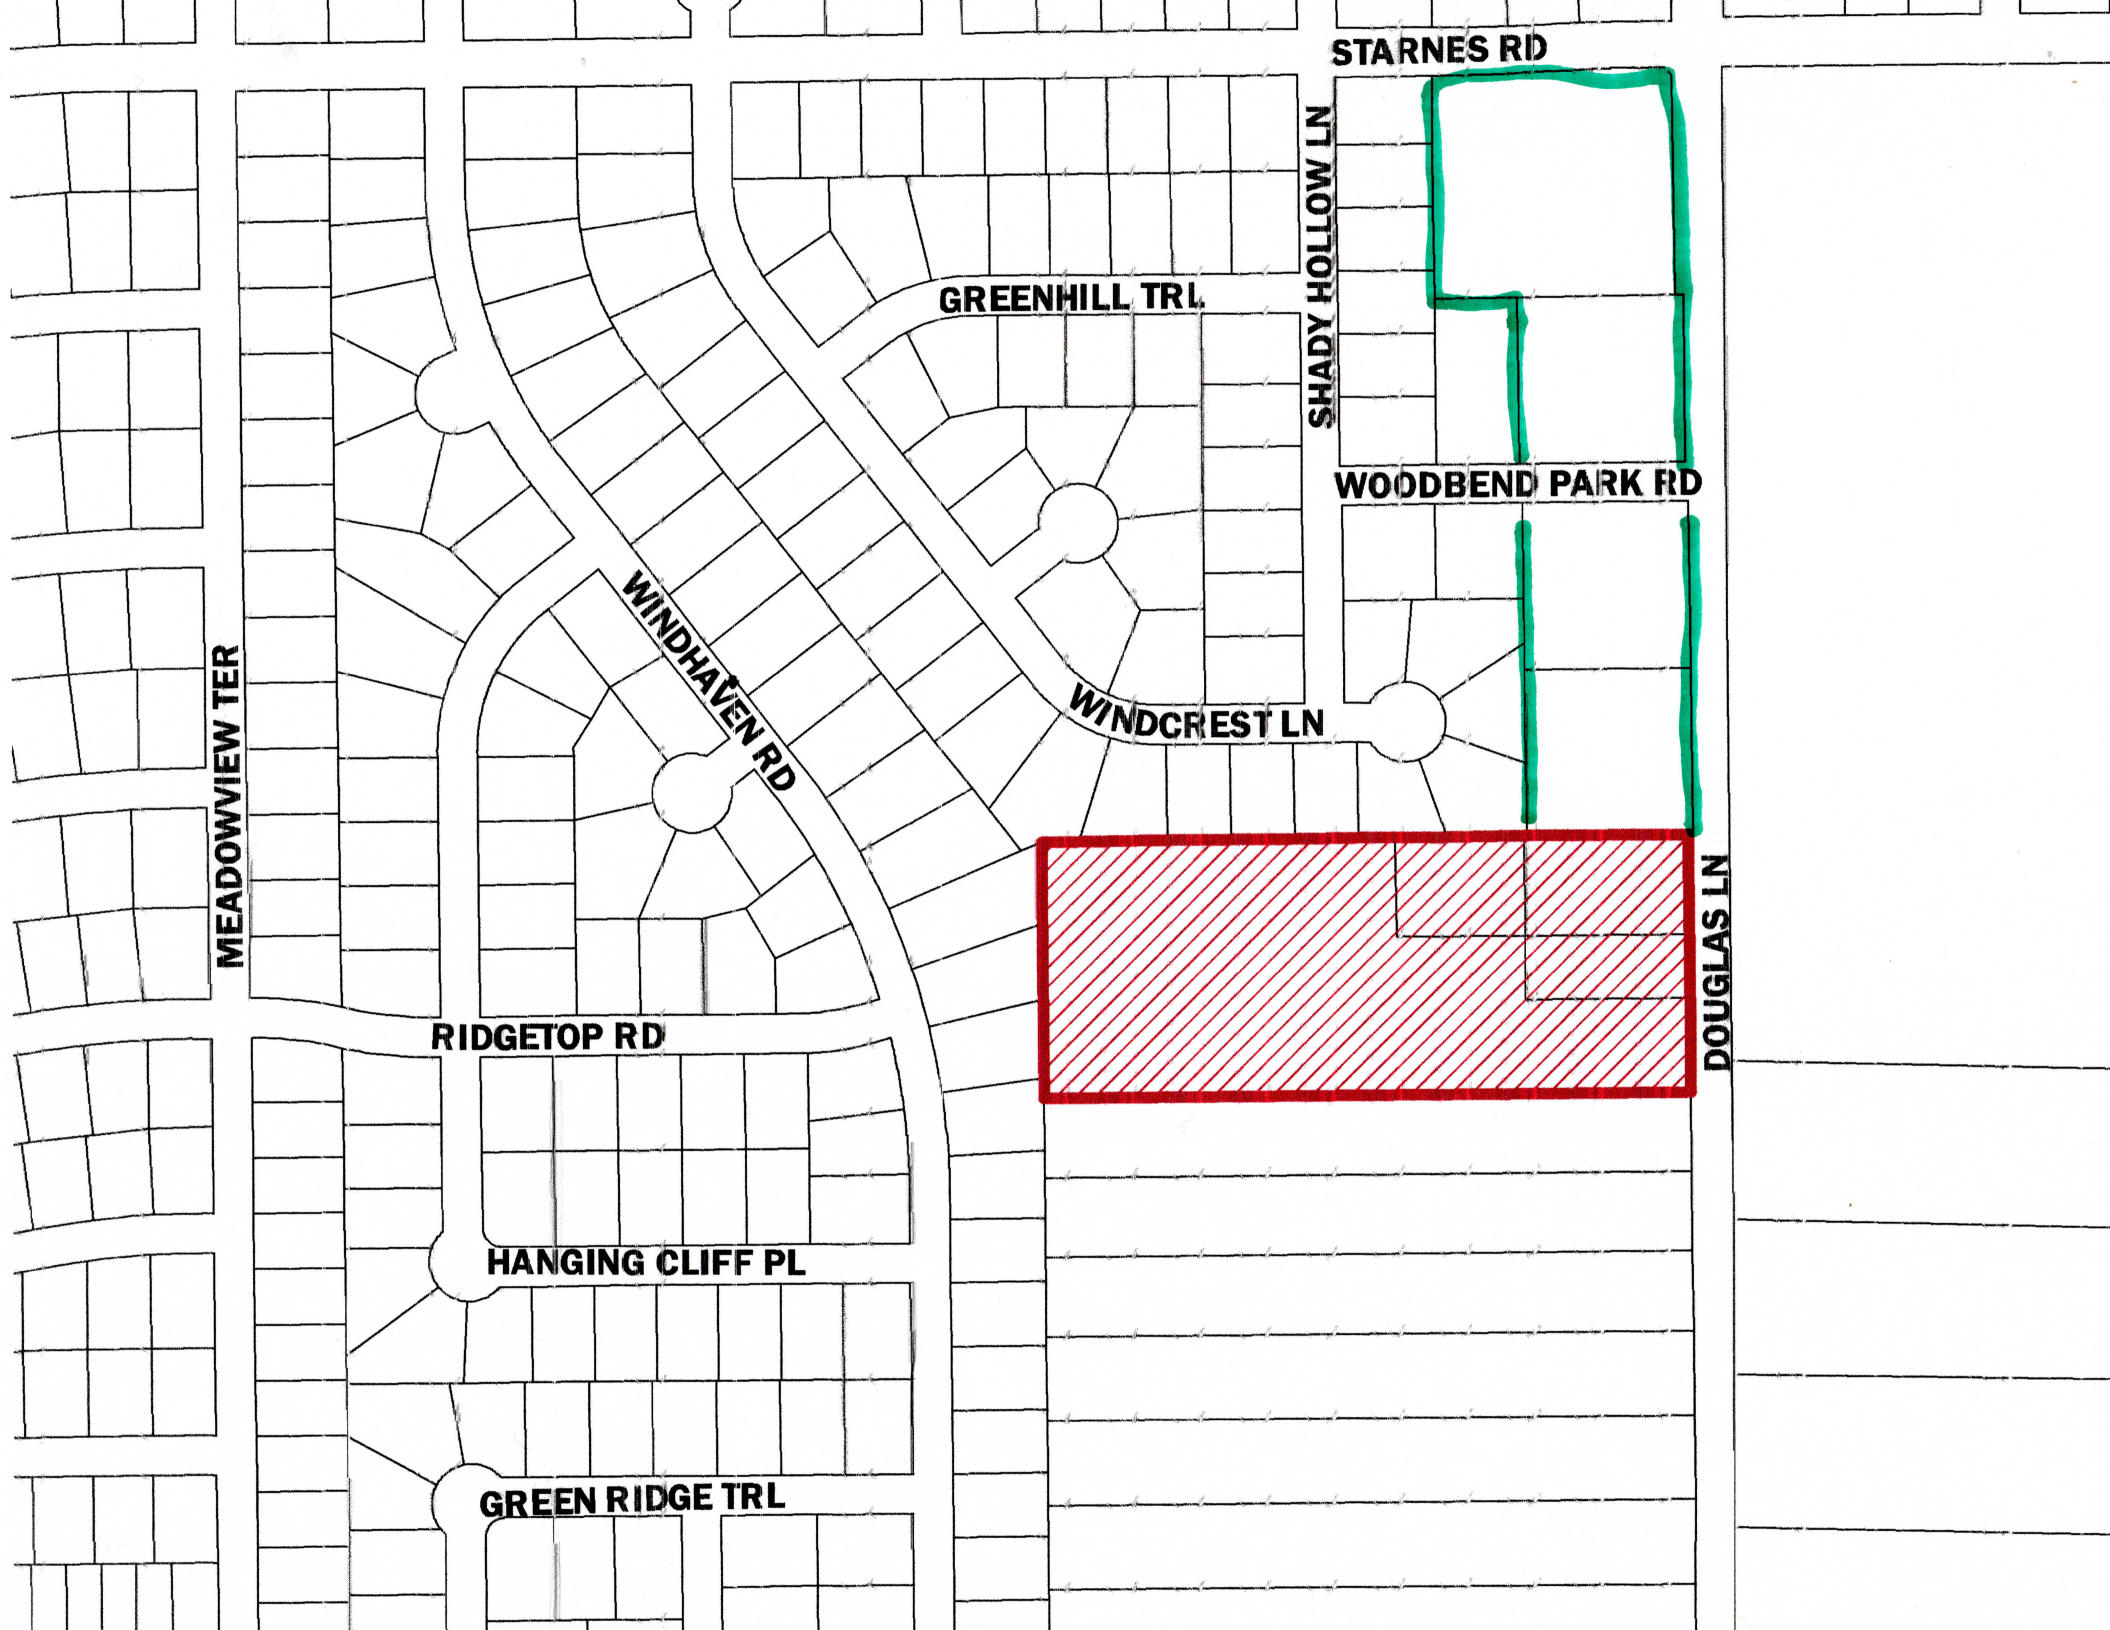 STARNES RD
SHADY HOLLOW LN
GREENHILL TRL
WOODBEND PARK RD
WINDHAVEN RD
MEADOWVIEW TER
WINDCREST LN
DOUGLAS LN
RIDGETOP RD
HANGING CLIFF PL
GREEN RIDGE TRL